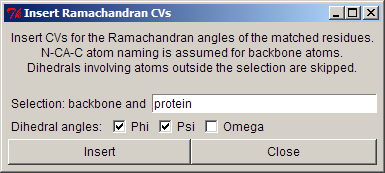 Insert Ramachandran CVs
Insert CVs for the Ramachandran angles of the matched residues.
N-CA-C atom naming is assumed for backbone atoms.
Dihedrals involving atoms outside the selection are skipped.
Selection: backbone and protein
Dihedral angles: Phi Psi Omega
Insert Close